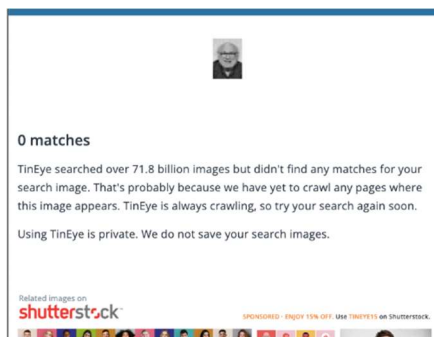 0 matches
TinEye searched over 71.8 billion images but didn't find any matches for your
search image. That's probably because we have yet to crawl any pages where
this image appears. TinEye is always crawling, so try your search again soon.
Using TinEye is private. We do not save your search images.
Related images on
shutterstock
SPONSORED - ENJOY 15% OFF. Use TINEYE15 on Shutterstock.